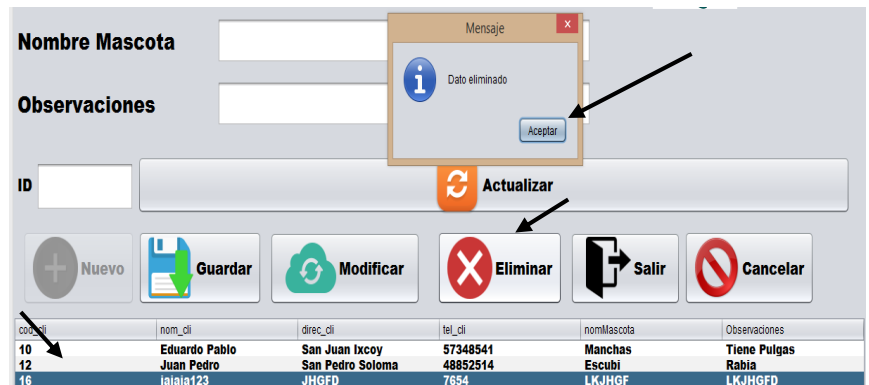 Mensaje
x
Nombre Mascota
i
Dato eliminado
Observaciones
Aceptar
ID
Actualizar
Nuevo
Guardar
Modificar
Eliminar
Salir
Cancelar
cod_cli nom_cli direc_cli tel_cli nomMascota Observaciones
10 Eduardo Pablo San Juan Ixcoy 57348541 Manchas Tiene Pulgas
12 Juan Pedro San Pedro Soloma 48852514 Escubi Rabia
16 jajaja123 JHGFD 7654 LKJHGF LKJHGFD